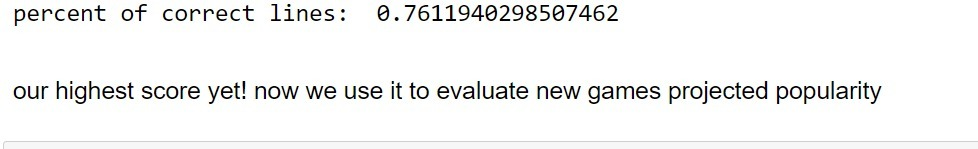 percent of correct lines:  0.7611940298507462
our highest score yet! now we use it to evaluate new games projected popularity